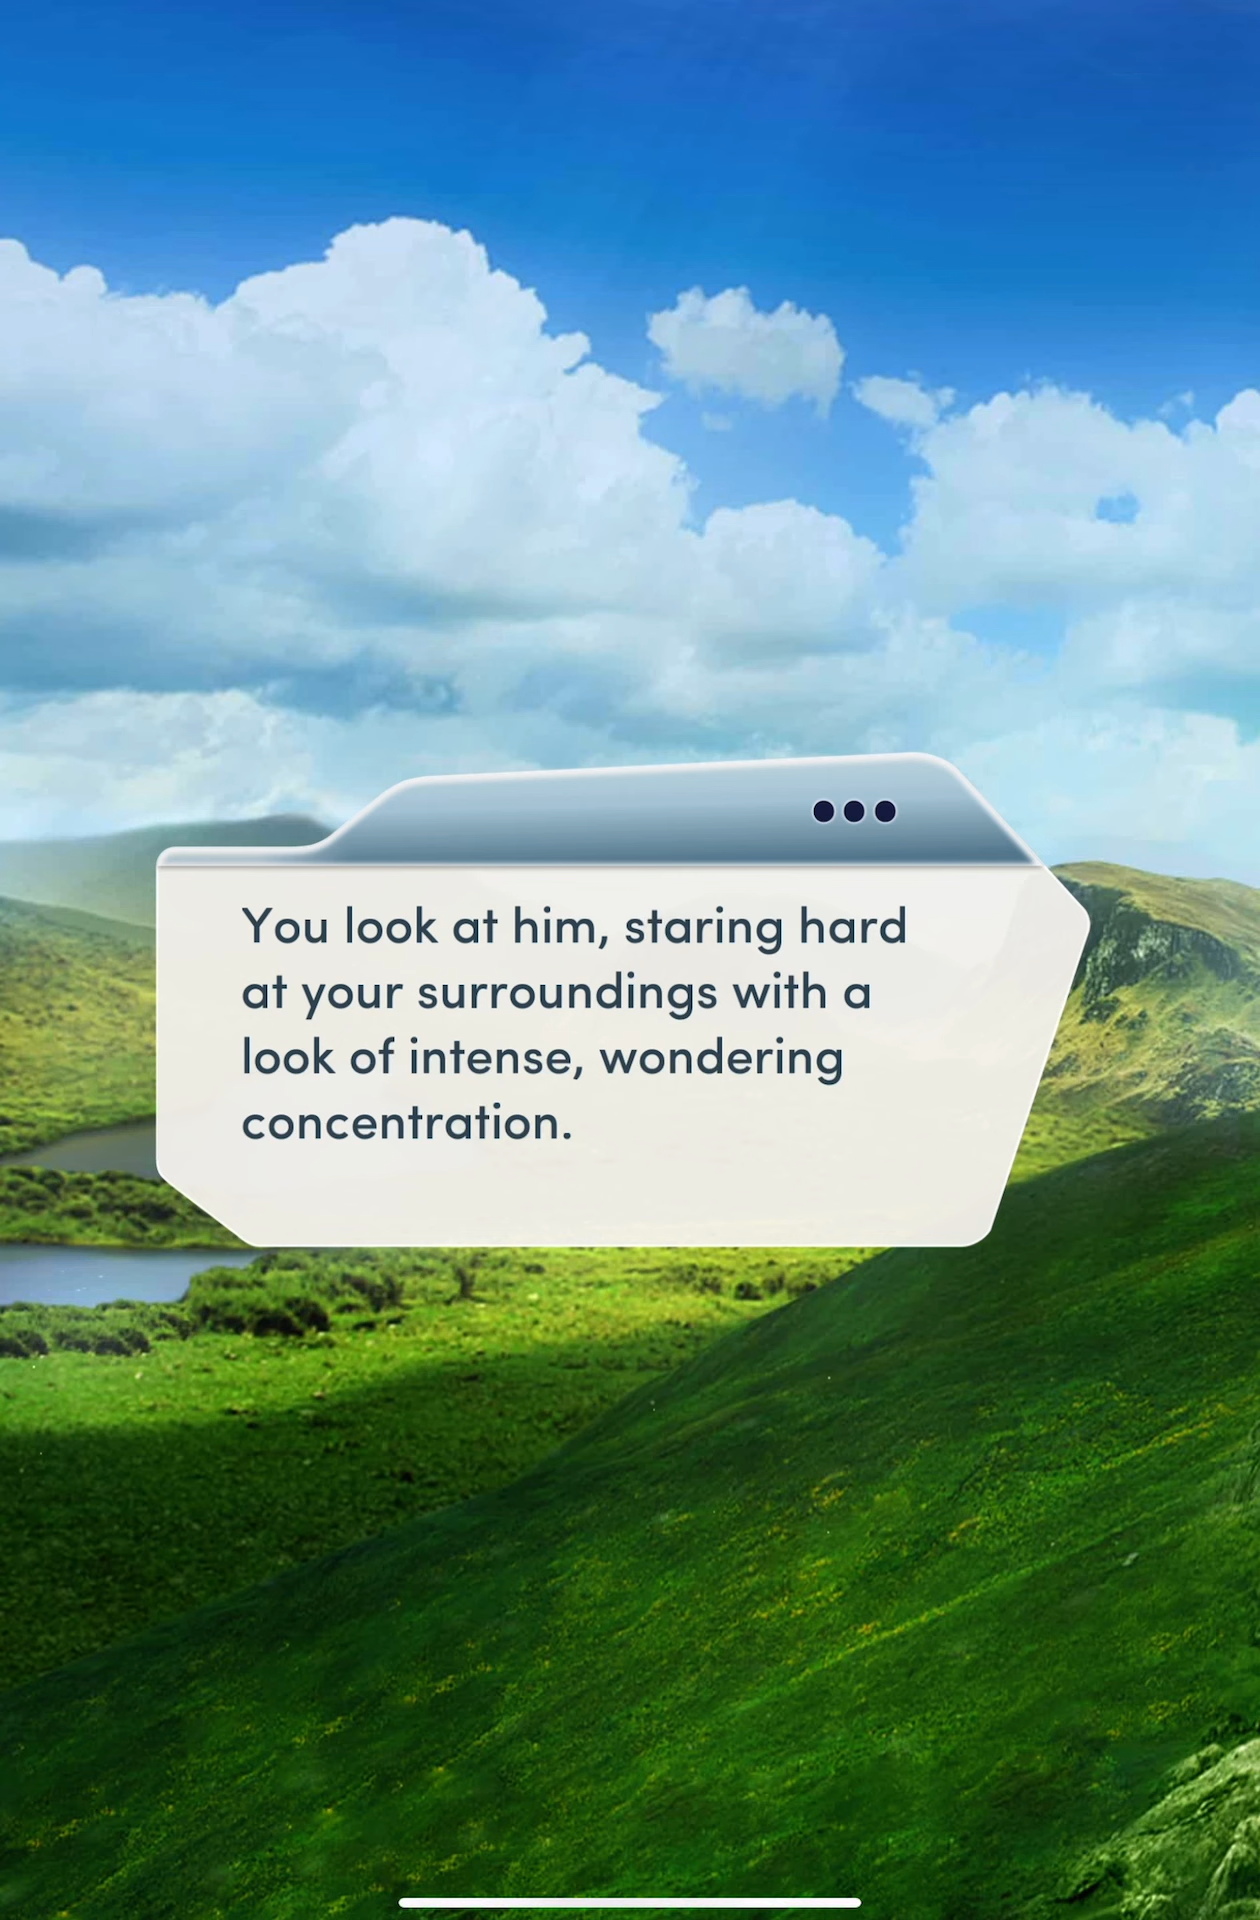 You look at him, staring hard
at your surroundings with a
look of intense, wondering
concentration.